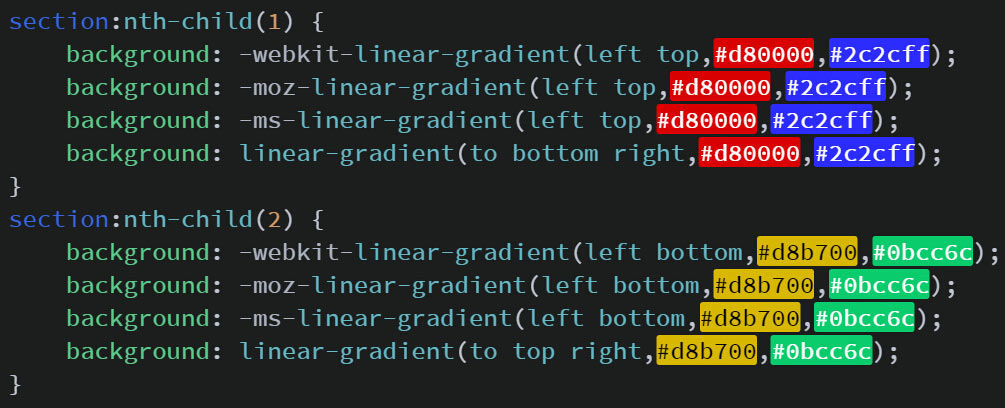 section:nth-child(1) {
    background: -webkit-linear-gradient(left top,#d80000,#2c2cff);
    background: -moz-linear-gradient(left top,#d80000,#2c2cff);
    background: -ms-linear-gradient(left top,#d80000,#2c2cff);
    background: linear-gradient(to bottom right,#d80000,#2c2cff);
}
section:nth-child(2) {
    background: -webkit-linear-gradient(left bottom,#d8b700,#0bcc6c);
    background: -moz-linear-gradient(left bottom,#d8b700,#0bcc6c);
    background: -ms-linear-gradient(left bottom,#d8b700,#0bcc6c);
    background: linear-gradient(to top right,#d8b700,#0bcc6c);
}